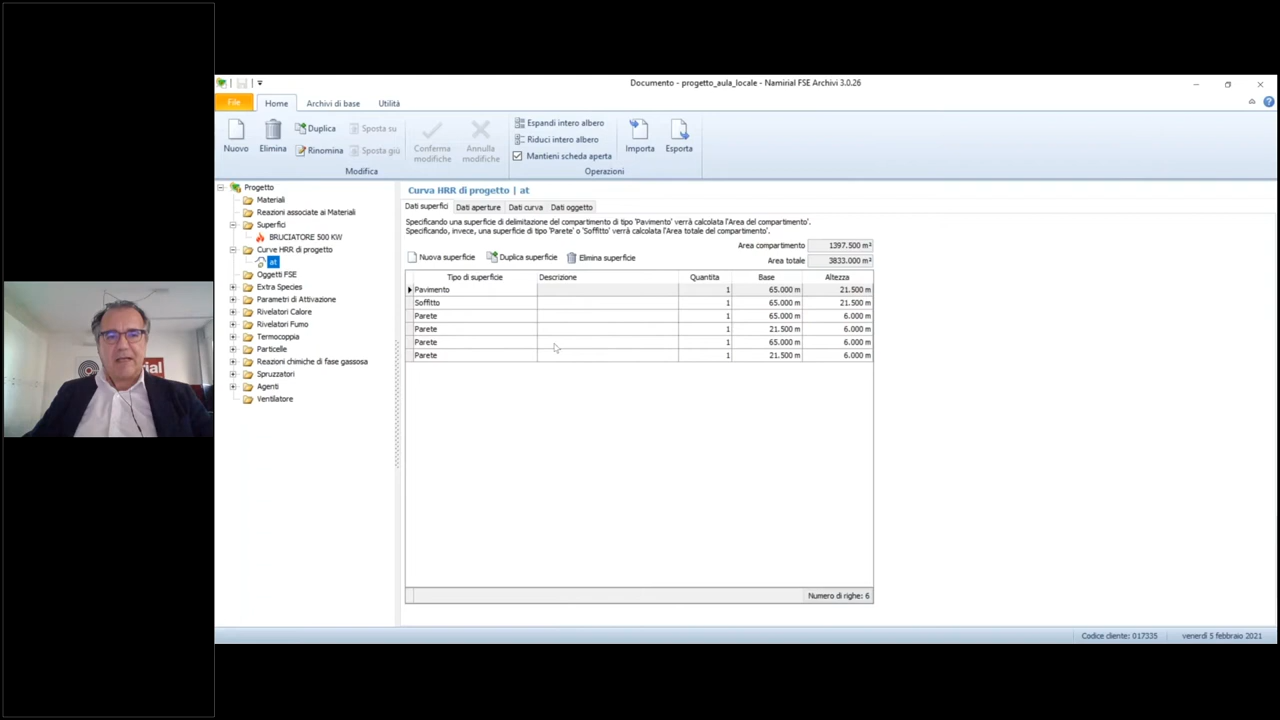 Documento - progetto_aula_locale - Namirial FSE Archivi 3.0.26
File Home Archivi di base Utilità
Nuovo Elimina Duplica Rinomina Sposta su Sposta giù
Conferma modifiche Annulla modifiche
Espandi intero albero
Riduci intero albero
Mantieni scheda aperta
Importa Esporta
Modifica Operazioni
Progetto
Materiali
Reazioni associate ai Materiali
Superfici
BRUCIATORE 500 KW
Curve HRR di progetto
at
Oggetti FSE
Extra Species
Parametri di Attivazione
Rivelatori Calore
Rivelatori Fumo
Termocoppia
Particelle
Reazioni chimiche di fase gassosa
Spruzzatori
Agenti
Ventilatore
Curva HRR di progetto | at
Dati superfici Dati aperture Dati curva Dati oggetto
Specificando una superficie di delimitazione del compartimento di tipo 'Pavimento' verrà calcolata l'Area del compartimento'.
Specificando, invece, una superficie di tipo 'Parete' o 'Soffitto' verrà calcolata l'Area totale del compartimento'.
Area compartimento 1397.500 m²
Area totale 3833.000 m²
Nuova superficie Duplica superficie Elimina superficie
Tipo di superficie Descrizione Quantita Base Altezza
Pavimento 1 65.000 m 21.500 m
Soffitto 1 65.000 m 21.500 m
Parete 1 65.000 m 6.000 m
Parete 1 21.500 m 6.000 m
Parete 1 65.000 m 6.000 m
Parete 1 21.500 m 6.000 m
Numero di righe: 6
Codice cliente: 017335 venerdì 5 febbraio 2021